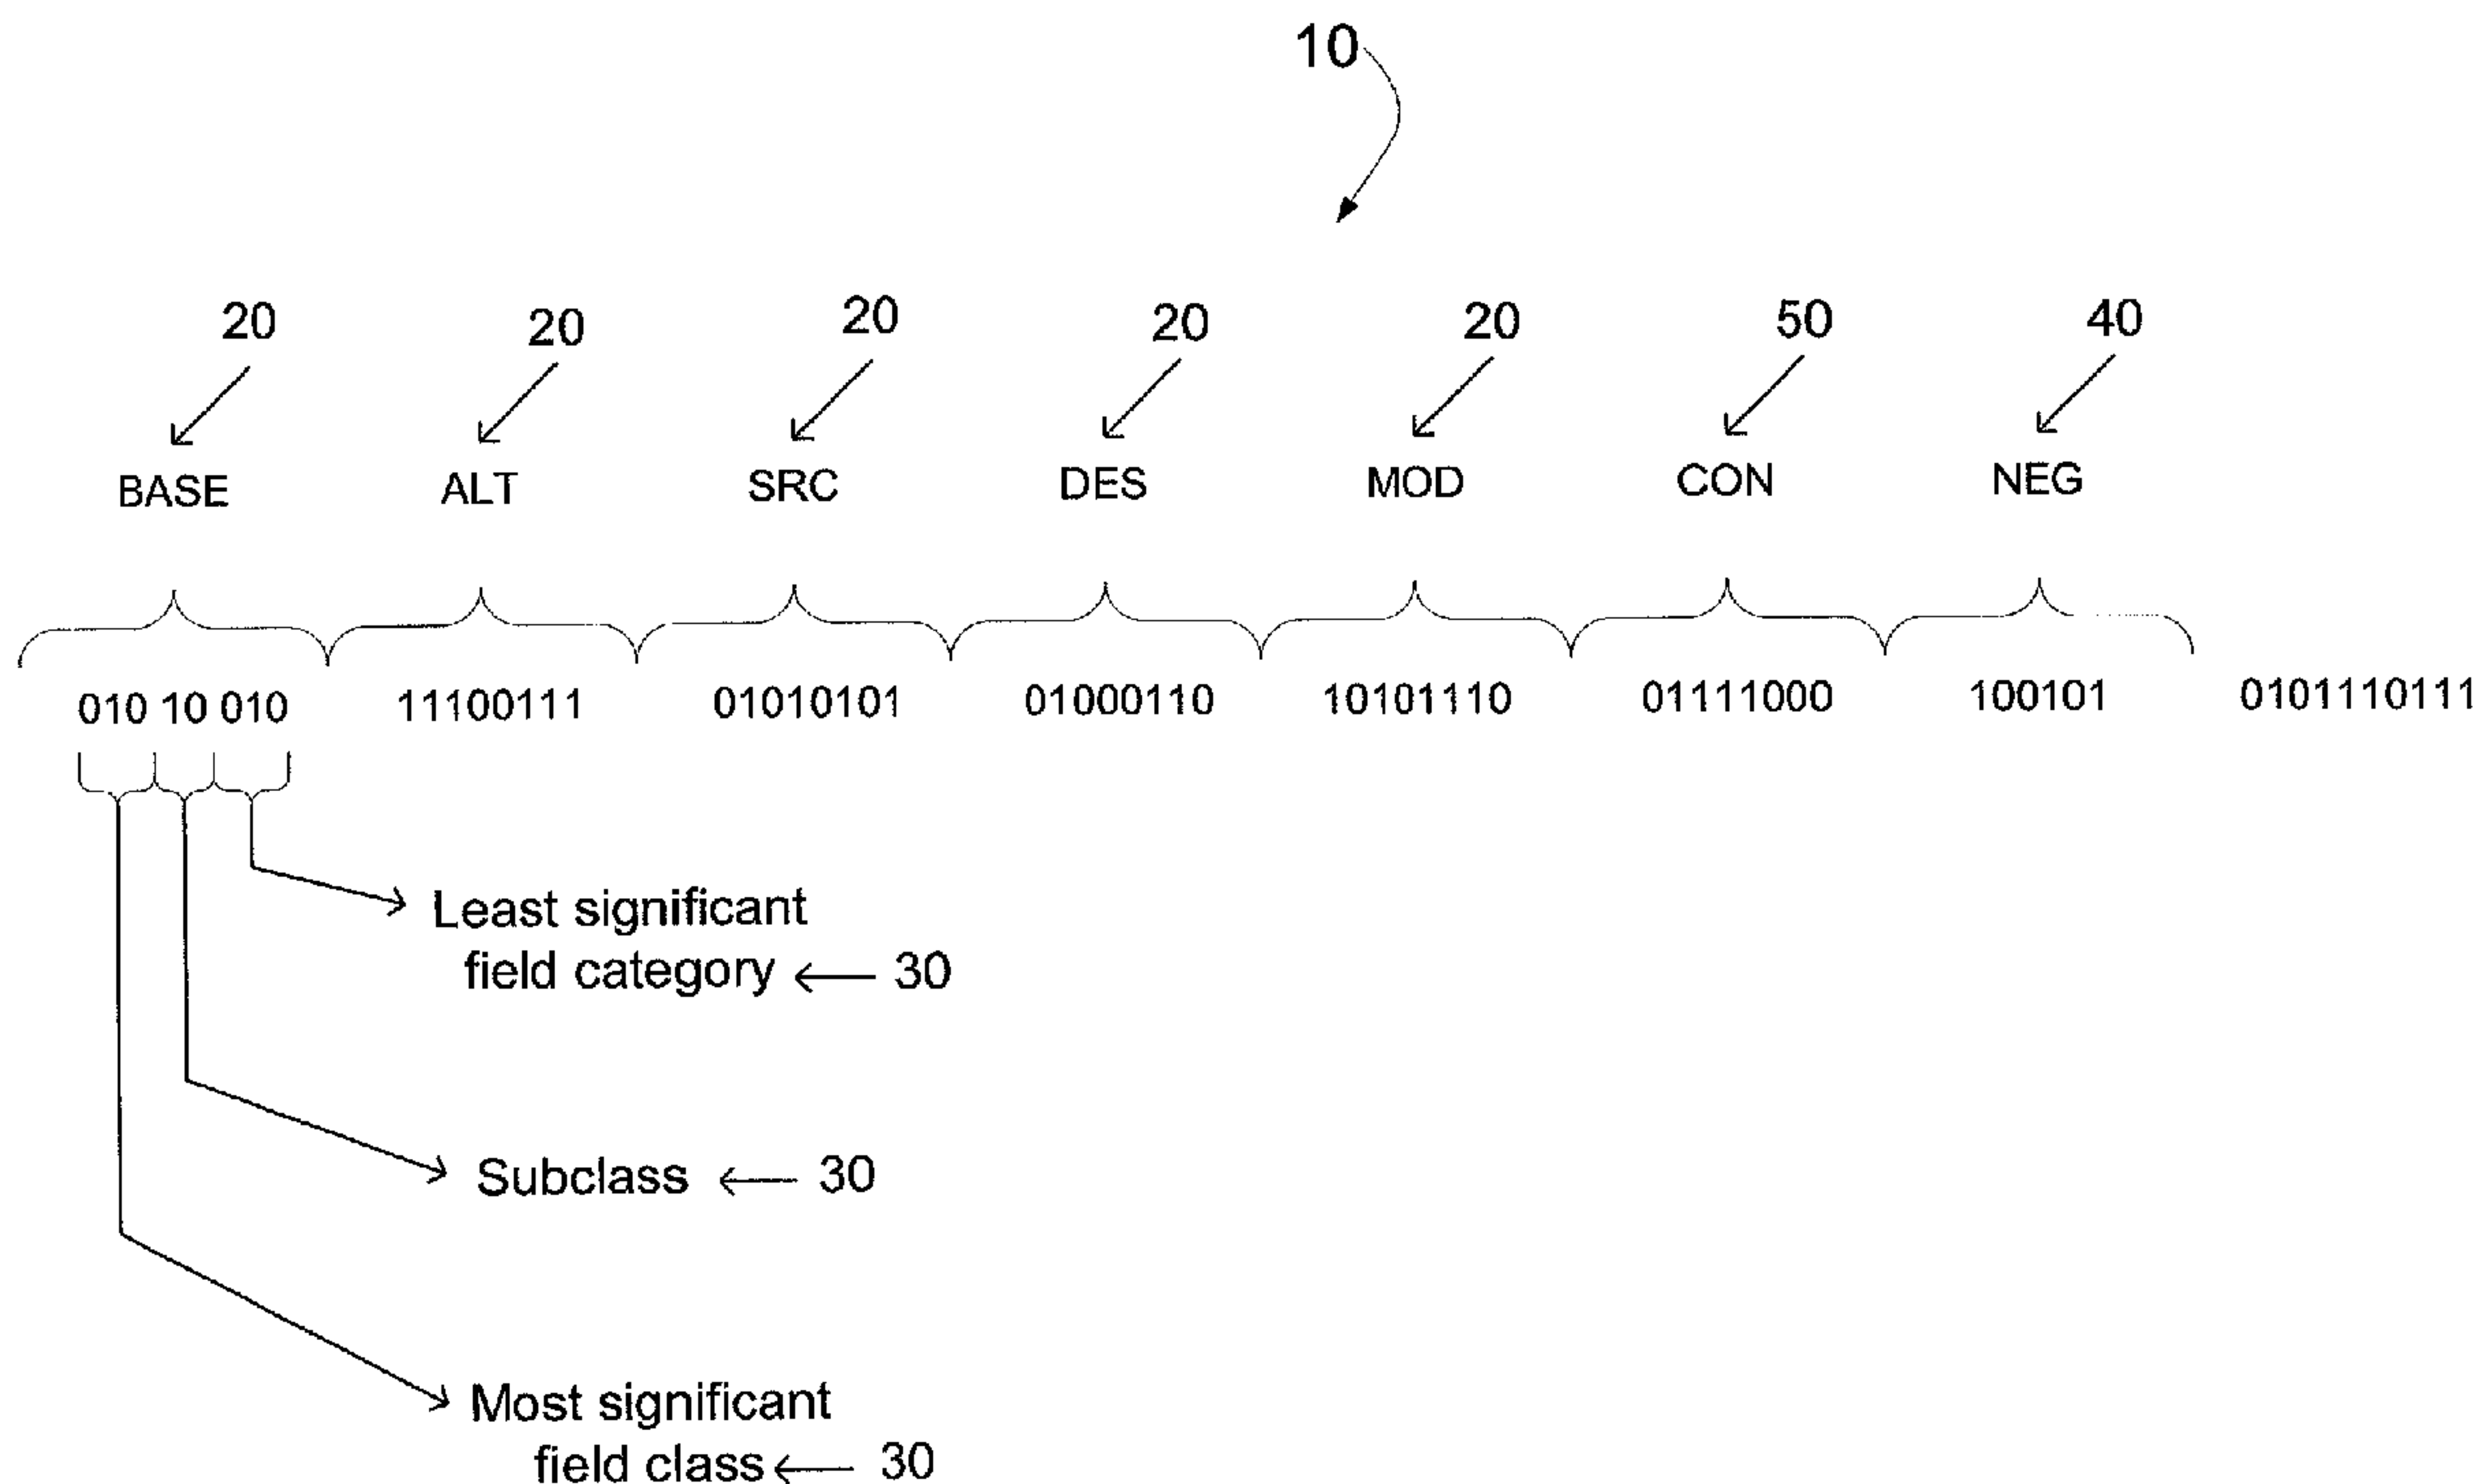 10
20 20 20 20 20 50 40
BASE ALT SRC DES MOD CON NEG
010 10 010 11100111 01010101 01000110 10101110 01111000 100101 0101110111
Least significant
field category 30
Subclass 30
Most significant
field class 30